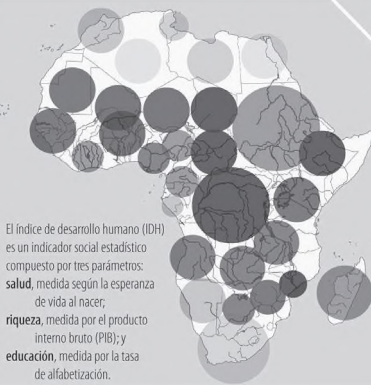 El índice de desarrollo humano (IDH)
es un indicador social estadístico
compuesto por tres parámetros:
salud, medida según la esperanza
de vida al nacer;
riqueza, medida por el producto
interno bruto (PIB); y
educación, medida por la tasa
de alfabetización.